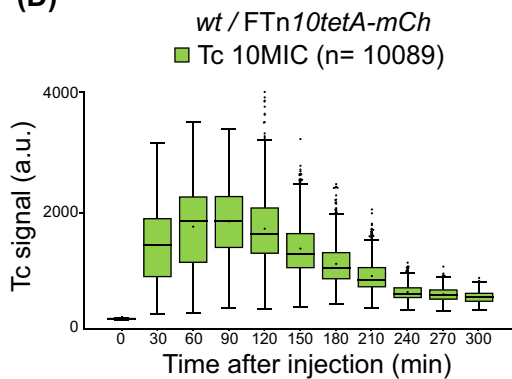 (D)
wt / FTn10tetA-mCh
Tc 10MIC (n= 10089)
Tc signal (a.u.)
4000
2000
0
0 30 60 90 120 150 180 210 240 270 300
Time after injection (min)